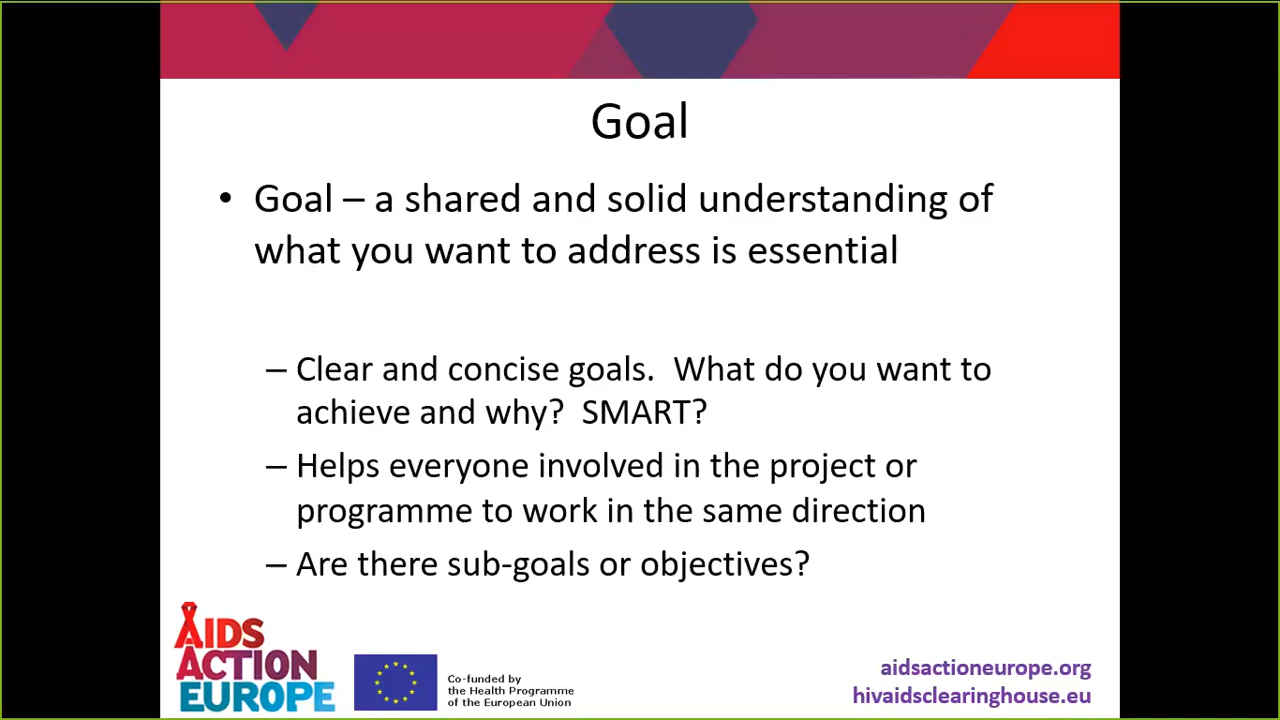 Goal
• Goal – a shared and solid understanding of
what you want to address is essential
– Clear and concise goals.  What do you want to
achieve and why?  SMART?
– Helps everyone involved in the project or
programme to work in the same direction
– Are there sub-goals or objectives?
AIDS
ACTION
EUROPE
Co-funded by
the Health Programme
of the European Union
aidsactioneurope.org
hivaidsclearinghouse.eu